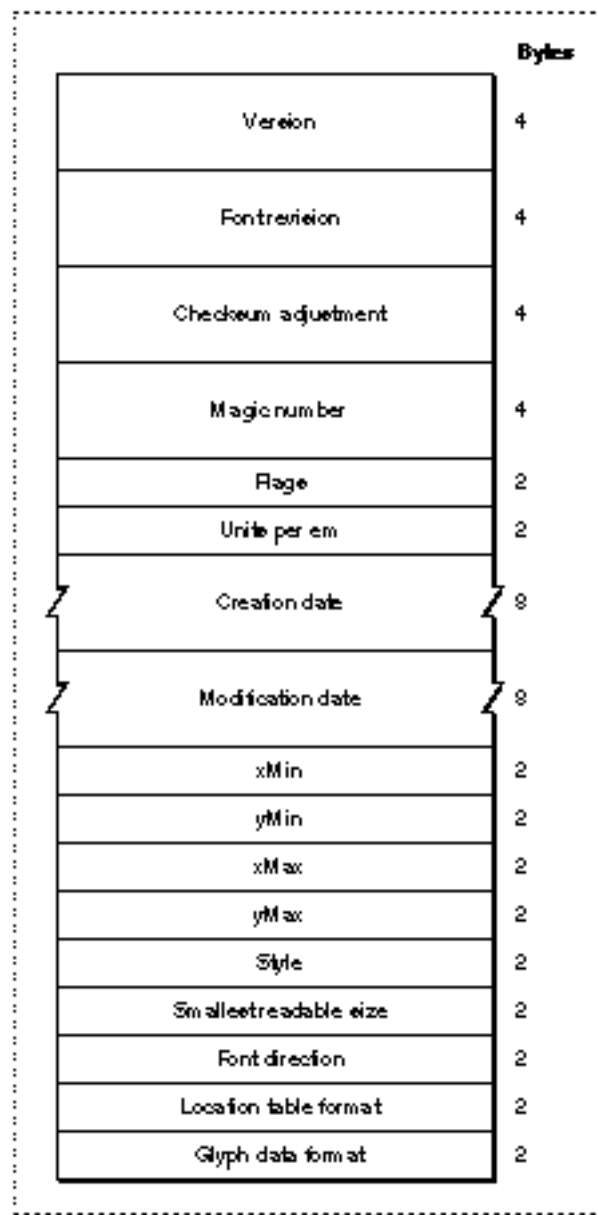 Bytes
Version 4
Font revision 4
Checksum adjustment 4
Magic number 4
Flags 2
Units per em 2
Creation date 8
Modification date 8
xMin 2
yMin 2
xMax 2
yMax 2
Style 2
Smallest readable size 2
Font direction 2
Location table format 2
Glyph data format 2